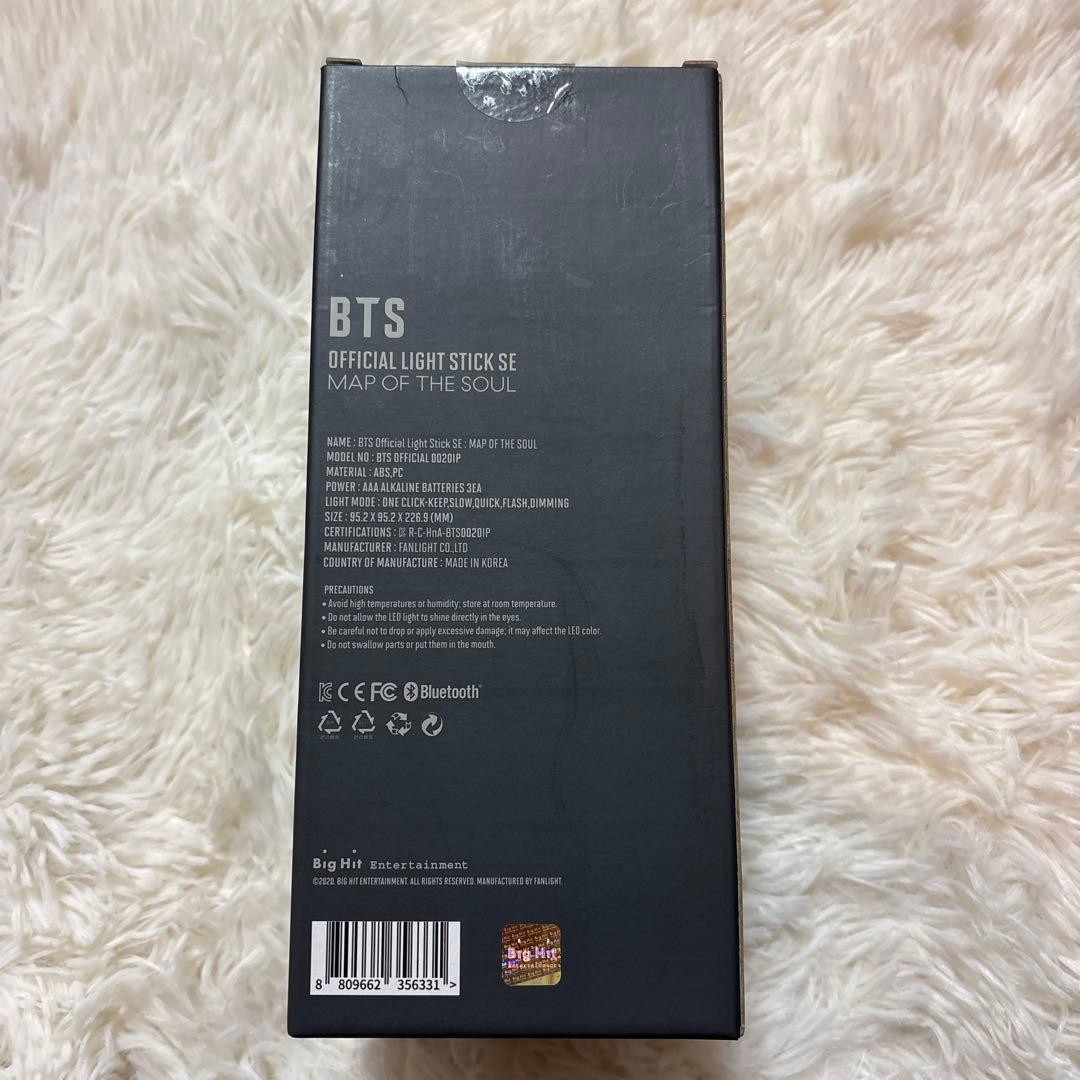 BTS
OFFICIAL LIGHT STICK SE
MAP OF THE SOUL
NAME : BTS Official Light Stick SE : MAP OF THE SOUL
MODEL NO : BTS OFFICIAL 0020IP
MATERIAL : ABS,PC
POWER : AAA ALKALINE BATTERIES 3EA
LIGHT MODE : ONE CLICK-KEEP,SLOW,QUICK,FLASH,DIMMING
SIZE : 95.2 X 95.2 X 226.9 (MM)
CERTIFICATIONS : R-C-HnA-BTS0020IP
MANUFACTURER : FANLIGHT CO.,LTD
COUNTRY OF MANUFACTURE : MADE IN KOREA
PRECAUTIONS
• Avoid high temperatures or humidity; store at room temperature.
• Do not allow the LED light to shine directly in the eyes.
• Be careful not to drop or apply excessive damage; it may affect the LED color.
• Do not swallow parts or put them in the mouth.
CE FC Bluetooth®
Big Hit Entertainment
©2020. BIG HIT ENTERTAINMENT. ALL RIGHTS RESERVED. MANUFACTURED BY FANLIGHT.
8 809662 356331 >
Big Hit
Entertainment